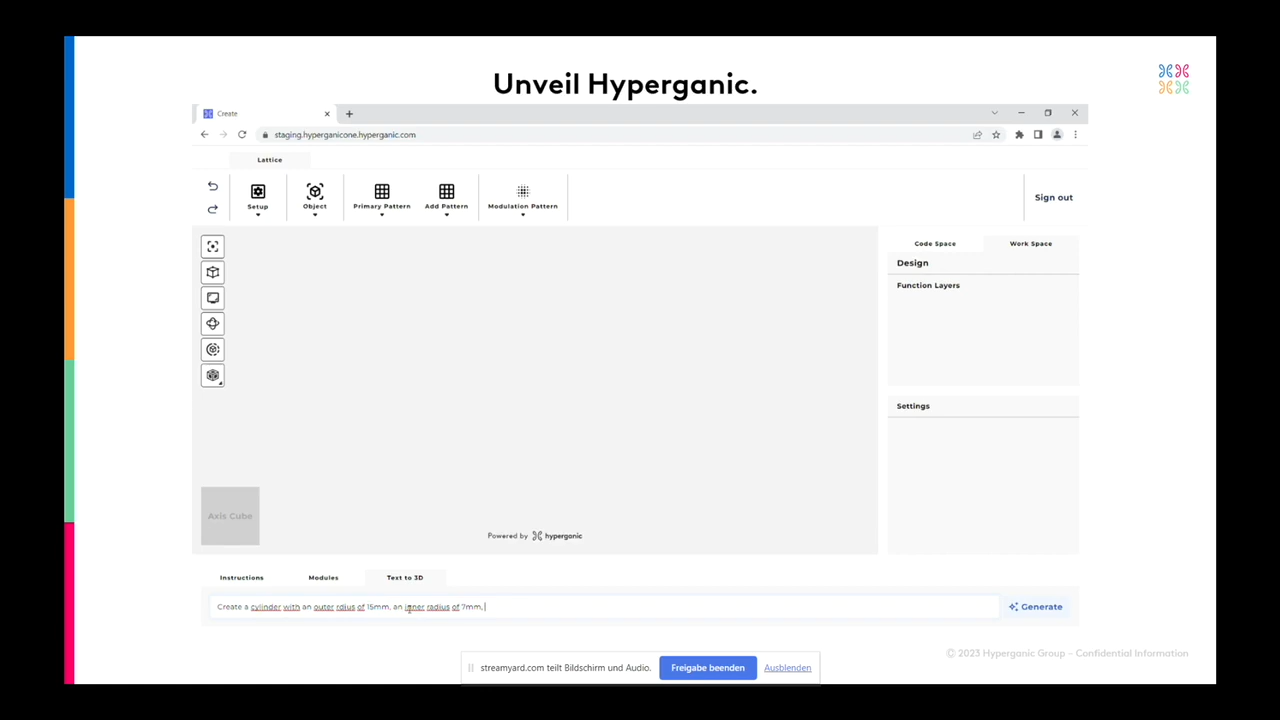 Unveil Hyperganic.
Create
staging.hyperganicone.hyperganic.com
Lattice
Setup
Object
Primary Pattern
Add Pattern
Modulation Pattern
Sign out
Code Space
Work Space
Design
Function Layers
Settings
Axis Cube
Powered by hyperganic
Instructions
Modules
Text to 3D
Create a cylinder with an outer rdius of 15mm, an inner radius of 7mm,
Generate
© 2023 Hyperganic Group – Confidential Information
streamyard.com teilt Bildschirm und Audio.
Freigabe beenden
Ausblenden